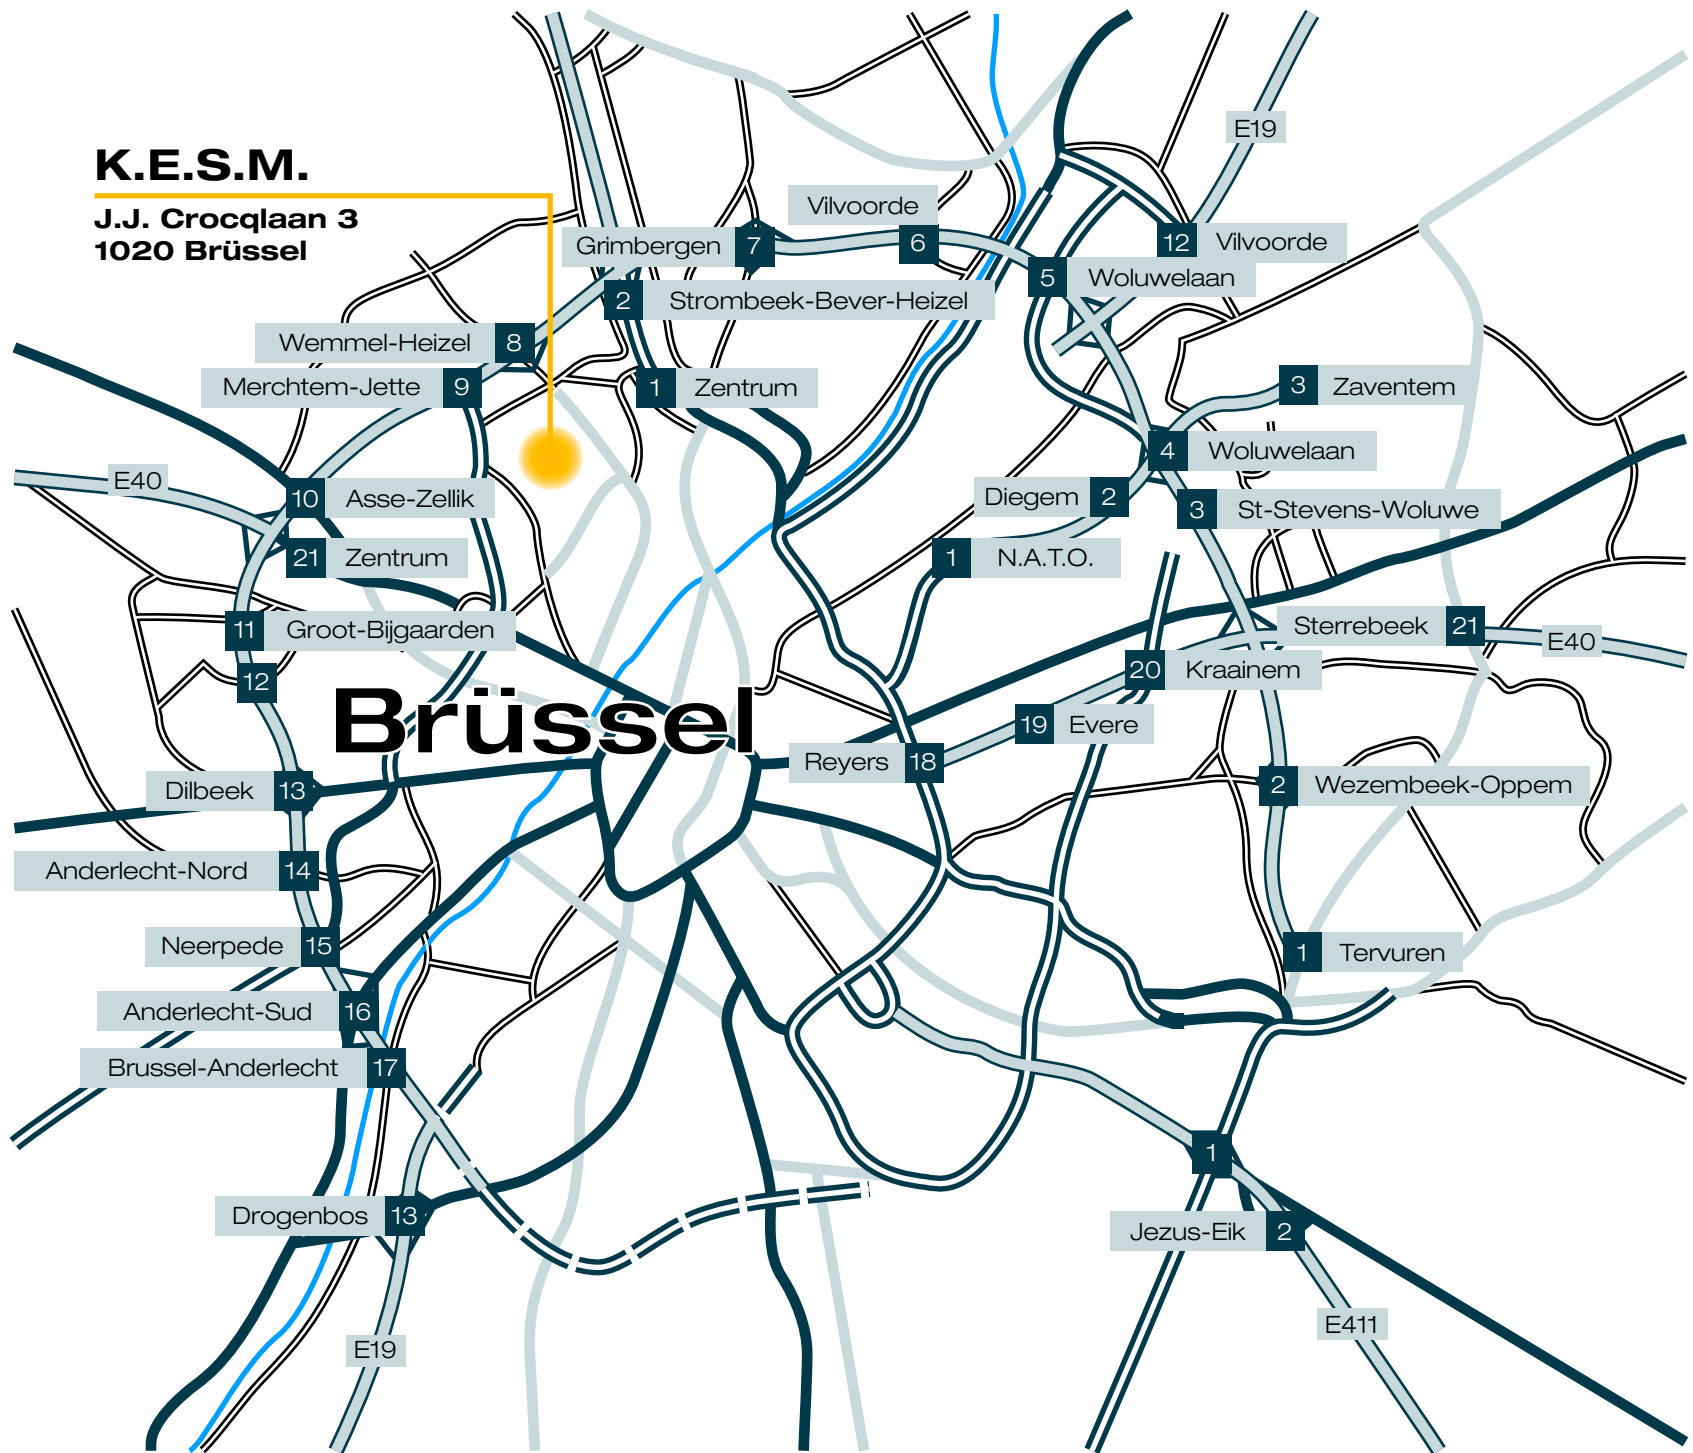 K.E.S.M.
J.J. Crocqlaan 3
1020 Brüssel
E19
Vilvoorde
6
Grimbergen 7
12 Vilvoorde
5 Woluwelaan
2 Strombeek-Bever-Heizel
Wemmel-Heizel 8
Merchtem-Jette 9
1 Zentrum
3 Zaventem
4 Woluwelaan
E40
10 Asse-Zellik
Diegem 2
3 St-Stevens-Woluwe
21 Zentrum
1 N.A.T.O.
11 Groot-Bijgaarden
Sterrebeek 21
E40
12
20 Kraainem
Brüssel
19 Evere
Reyers 18
Dilbeek 13
2 Wezembeek-Oppem
Anderlecht-Nord 14
Neerpede 15
1 Tervuren
Anderlecht-Sud 16
Brussel-Anderlecht 17
1
Drogenbos 13
Jezus-Eik 2
E411
E19